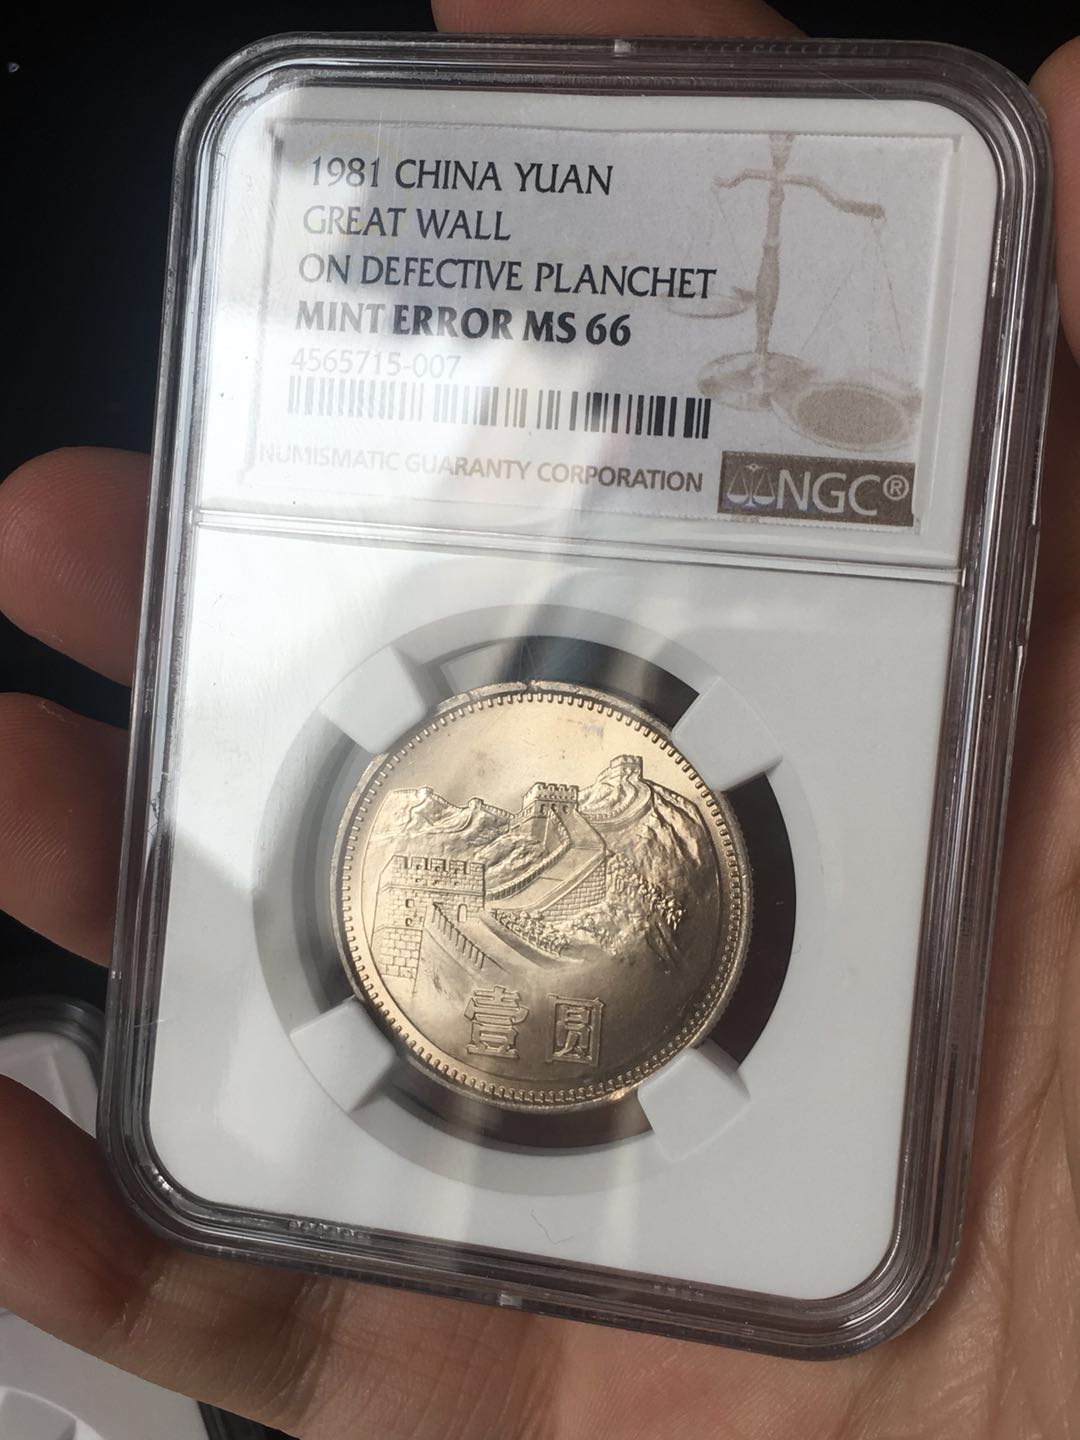 1981 CHINA YUAN
GREAT WALL
ON DEFECTIVE PLANCHET
MINT ERROR MS 66
4565715-007
NUMISMATIC GUARANTY CORPORATION
NGC®
壹圆